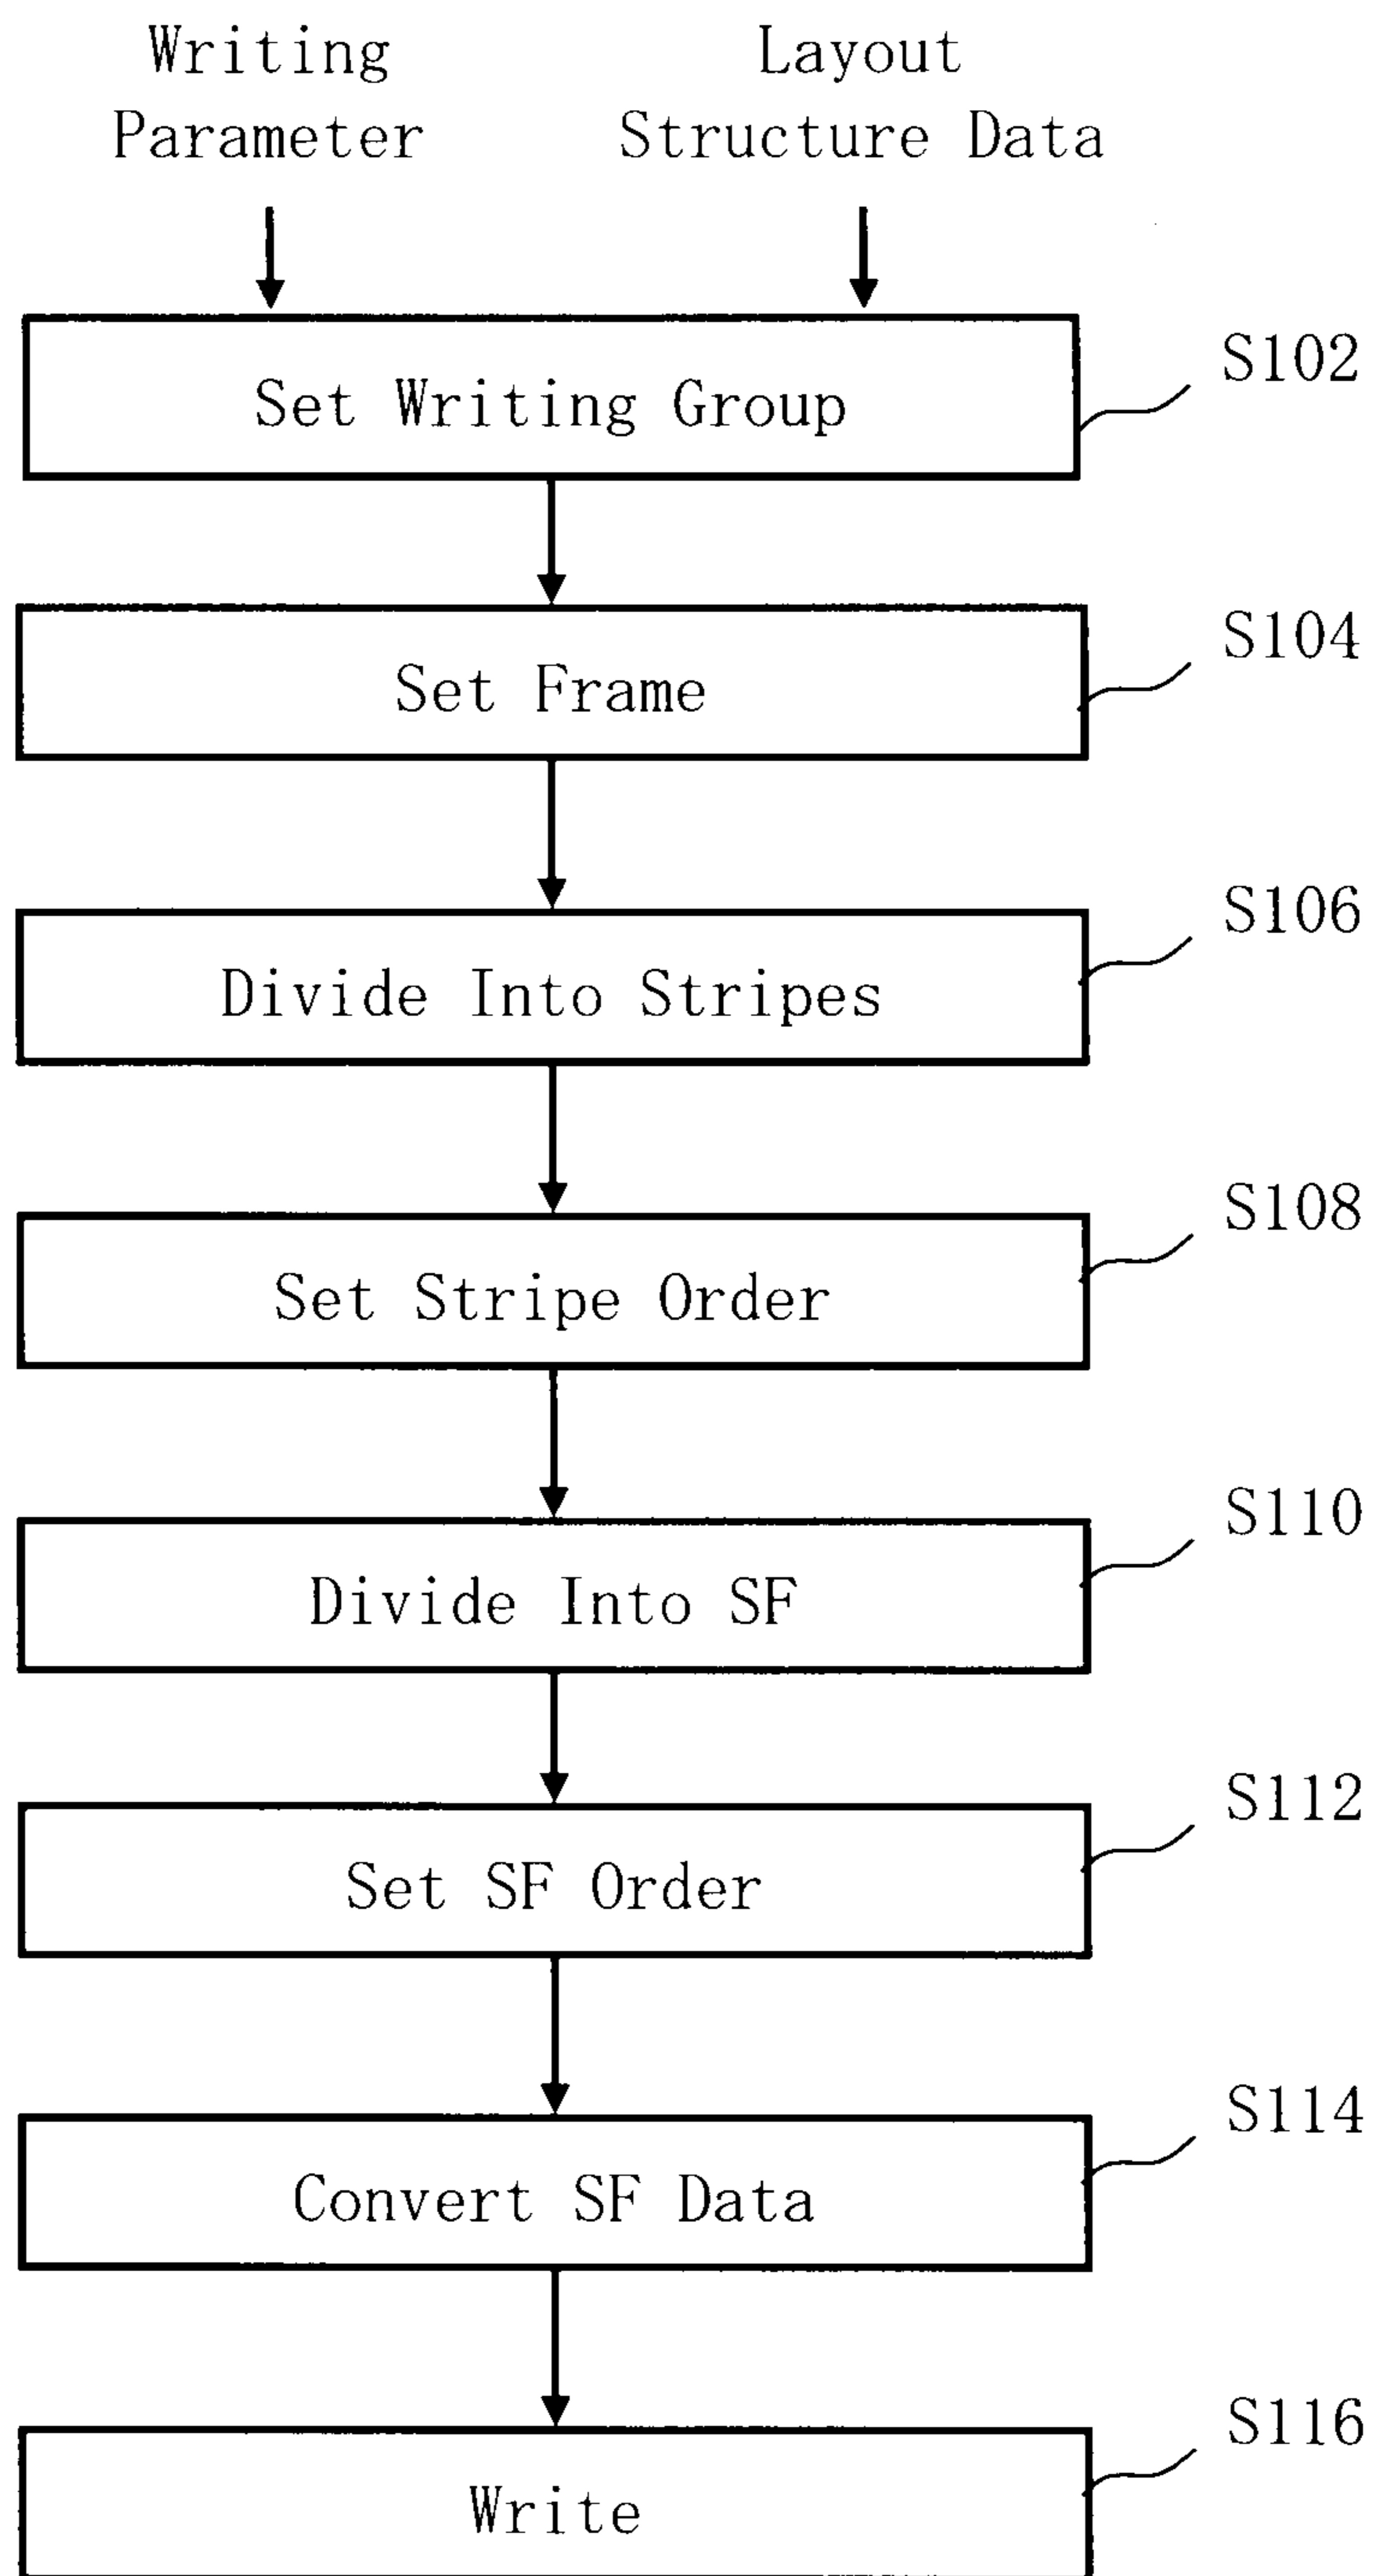 Writing
Parameter
Layout
Structure Data
Set Writing Group
S102
Set Frame
S104
Divide Into Stripes
S106
Set Stripe Order
S108
Divide Into SF
S110
Set SF Order
S112
Convert SF Data
S114
Write
S116